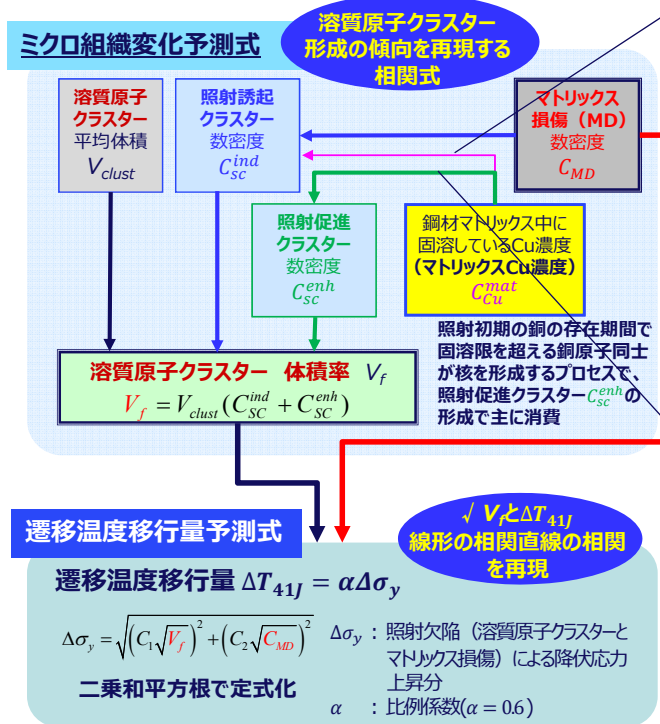 ミクロ組織変化予測式
溶質原子クラスター
形成の傾向を再現する
相関式
溶質原子
クラスター
平均体積
V_clust
照射誘起
クラスター
数密度
C_sc^ind
マトリックス
損傷（MD）
数密度
C_MD
照射促進
クラスター
数密度
C_sc^enh
鋼材マトリックス中に
固溶しているCu濃度
（マトリックスCu濃度）
C_Cu^mat
照射初期の銅の存在期間で
固溶限を超える銅原子同士
が核を形成するプロセスで、
照射促進クラスターC_sc^enhの
形成で主に消費
溶質原子クラスター 体積率 V_f
V_f = V_clust(C_SC^ind + C_SC^enh)
遷移温度移行量予測式
√ V_fとΔT_41J
線形の相関直線の相関
を再現
遷移温度移行量 ΔT_41J = αΔσ_y
Δσ_y = √((C_1√V_f)^2 + (C_2√C_MD)^2)
二乗和平方根で定式化
Δσ_y : 照射欠陥（溶質原子クラスターと
マトリックス損傷）による降伏応力
上昇分
α : 比例係数(α = 0.6)